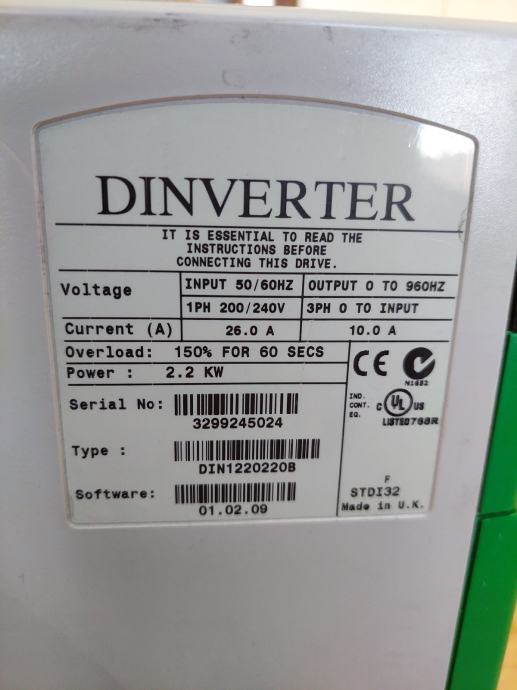 DINVERTER
IT IS ESSENTIAL TO READ THE
INSTRUCTIONS BEFORE
CONNECTING THIS DRIVE.
Voltage INPUT 50/60HZ OUTPUT 0 TO 960HZ
1PH 200/240V 3PH 0 TO INPUT
Current (A) 26.0 A 10.0 A
Overload: 150% FOR 60 SECS
Power : 2.2 KW
CE
IND.
CONT.
EQ.
C UL US
LISTED 768R
Serial No:
3299245024
Type :
DIN1220220B
Software:
01.02.09
F
STDI32
Made in U.K.